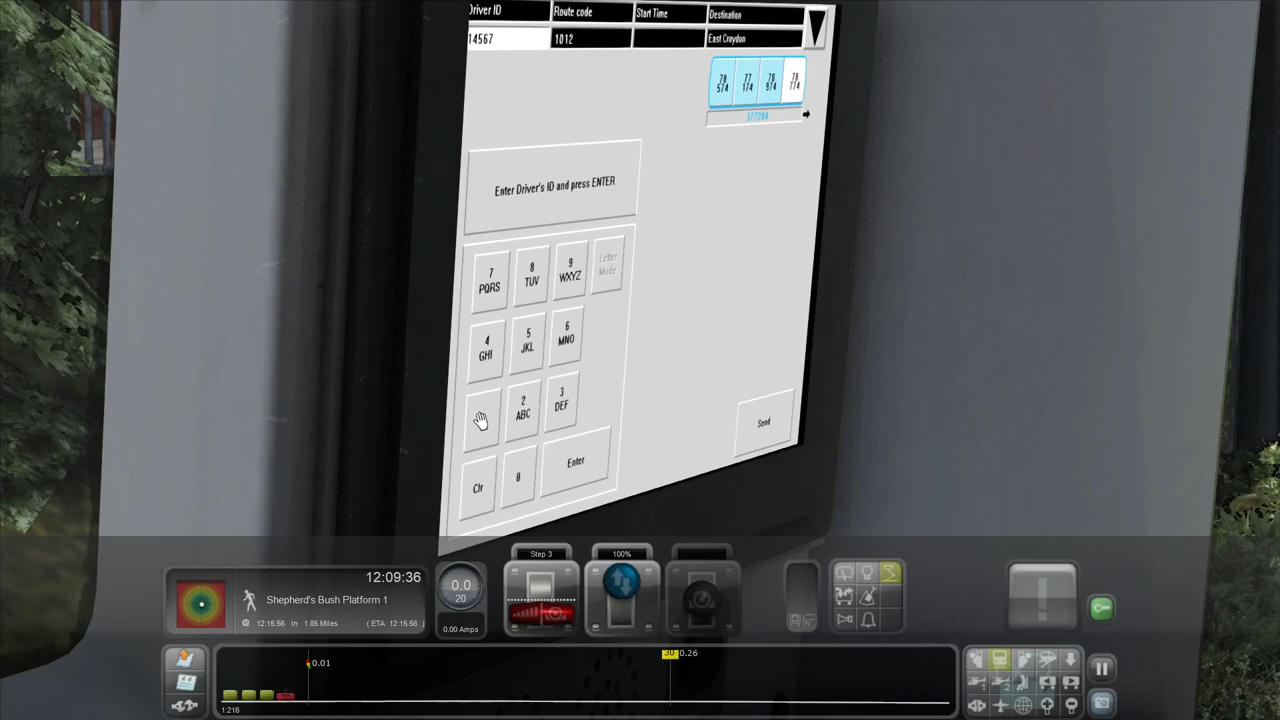 Driver ID Route code Start Time Destination
14567 1012 East Croydon
78 77 78 78
574 174 974 774
377204
Enter Driver's ID and press ENTER
7 8 9 Letter
PQRS TUV WXYZ Mode
4 5 6
GHI JKL MNO
2 3
ABC DEF
Clr 0 Enter
Send
Step 3 100%
12:09:36
Shepherd's Bush Platform 1
@ 12:15:56 in 1.85 Miles (ETA: 12:15:56)
0.0
20
0.00 Amps
0.01
30 0.26
2
1:216